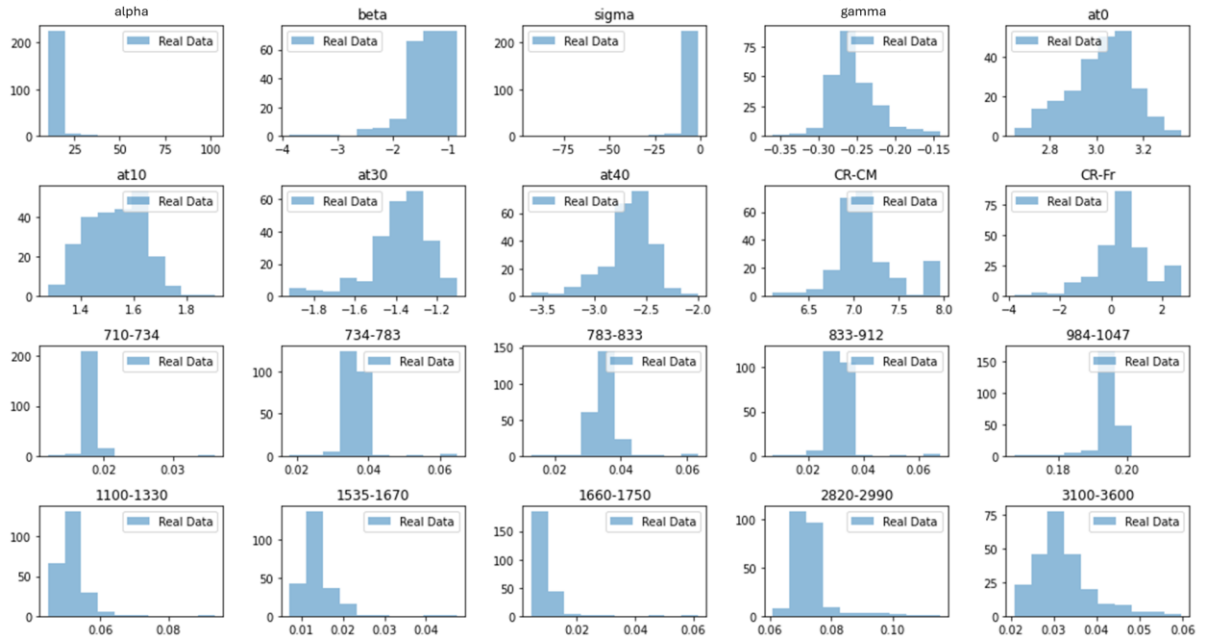 alpha beta sigma gamma at0
200 Real Data 60 Real Data 200 Real Data 75 Real Data 40 Real Data
100 40 100 50 20
20 25
0 0 0 0 0
25 50 75 100 −4 −3 −2 −1 −75 −50 −25 0 −0.35 −0.30 −0.25 −0.20 −0.15 2.8 3.0 3.2
at10 at30 at40 CR-CM CR-Fr
40 Real Data 60 Real Data 60 Real Data 60 Real Data 75 Real Data
20 40 40 40 50
20 20 20 25
0 0 0 0 0
1.4 1.6 1.8 −1.8 −1.6 −1.4 −1.2 −3.5 −3.0 −2.5 −2.0 6.5 7.0 7.5 8.0 −4 −2 0 2
710-734 734-783 783-833 833-912 984-1047
200 Real Data 100 Real Data 150 Real Data 100 Real Data 150 Real Data
100 50 100 50 100
50 50
0 0 0 0 0
0.02 0.03 0.02 0.04 0.06 0.02 0.04 0.06 0.02 0.04 0.06 0.18 0.20
1100-1330 1535-1670 1660-1750 2820-2990 3100-3600
100 Real Data 100 Real Data 150 Real Data 100 Real Data 75 Real Data
50 50 100 50 50
50 25
0 0 0 0 0
0.06 0.08 0.01 0.02 0.03 0.04 0.02 0.04 0.06 0.06 0.08 0.10 0.02 0.03 0.04 0.05 0.06